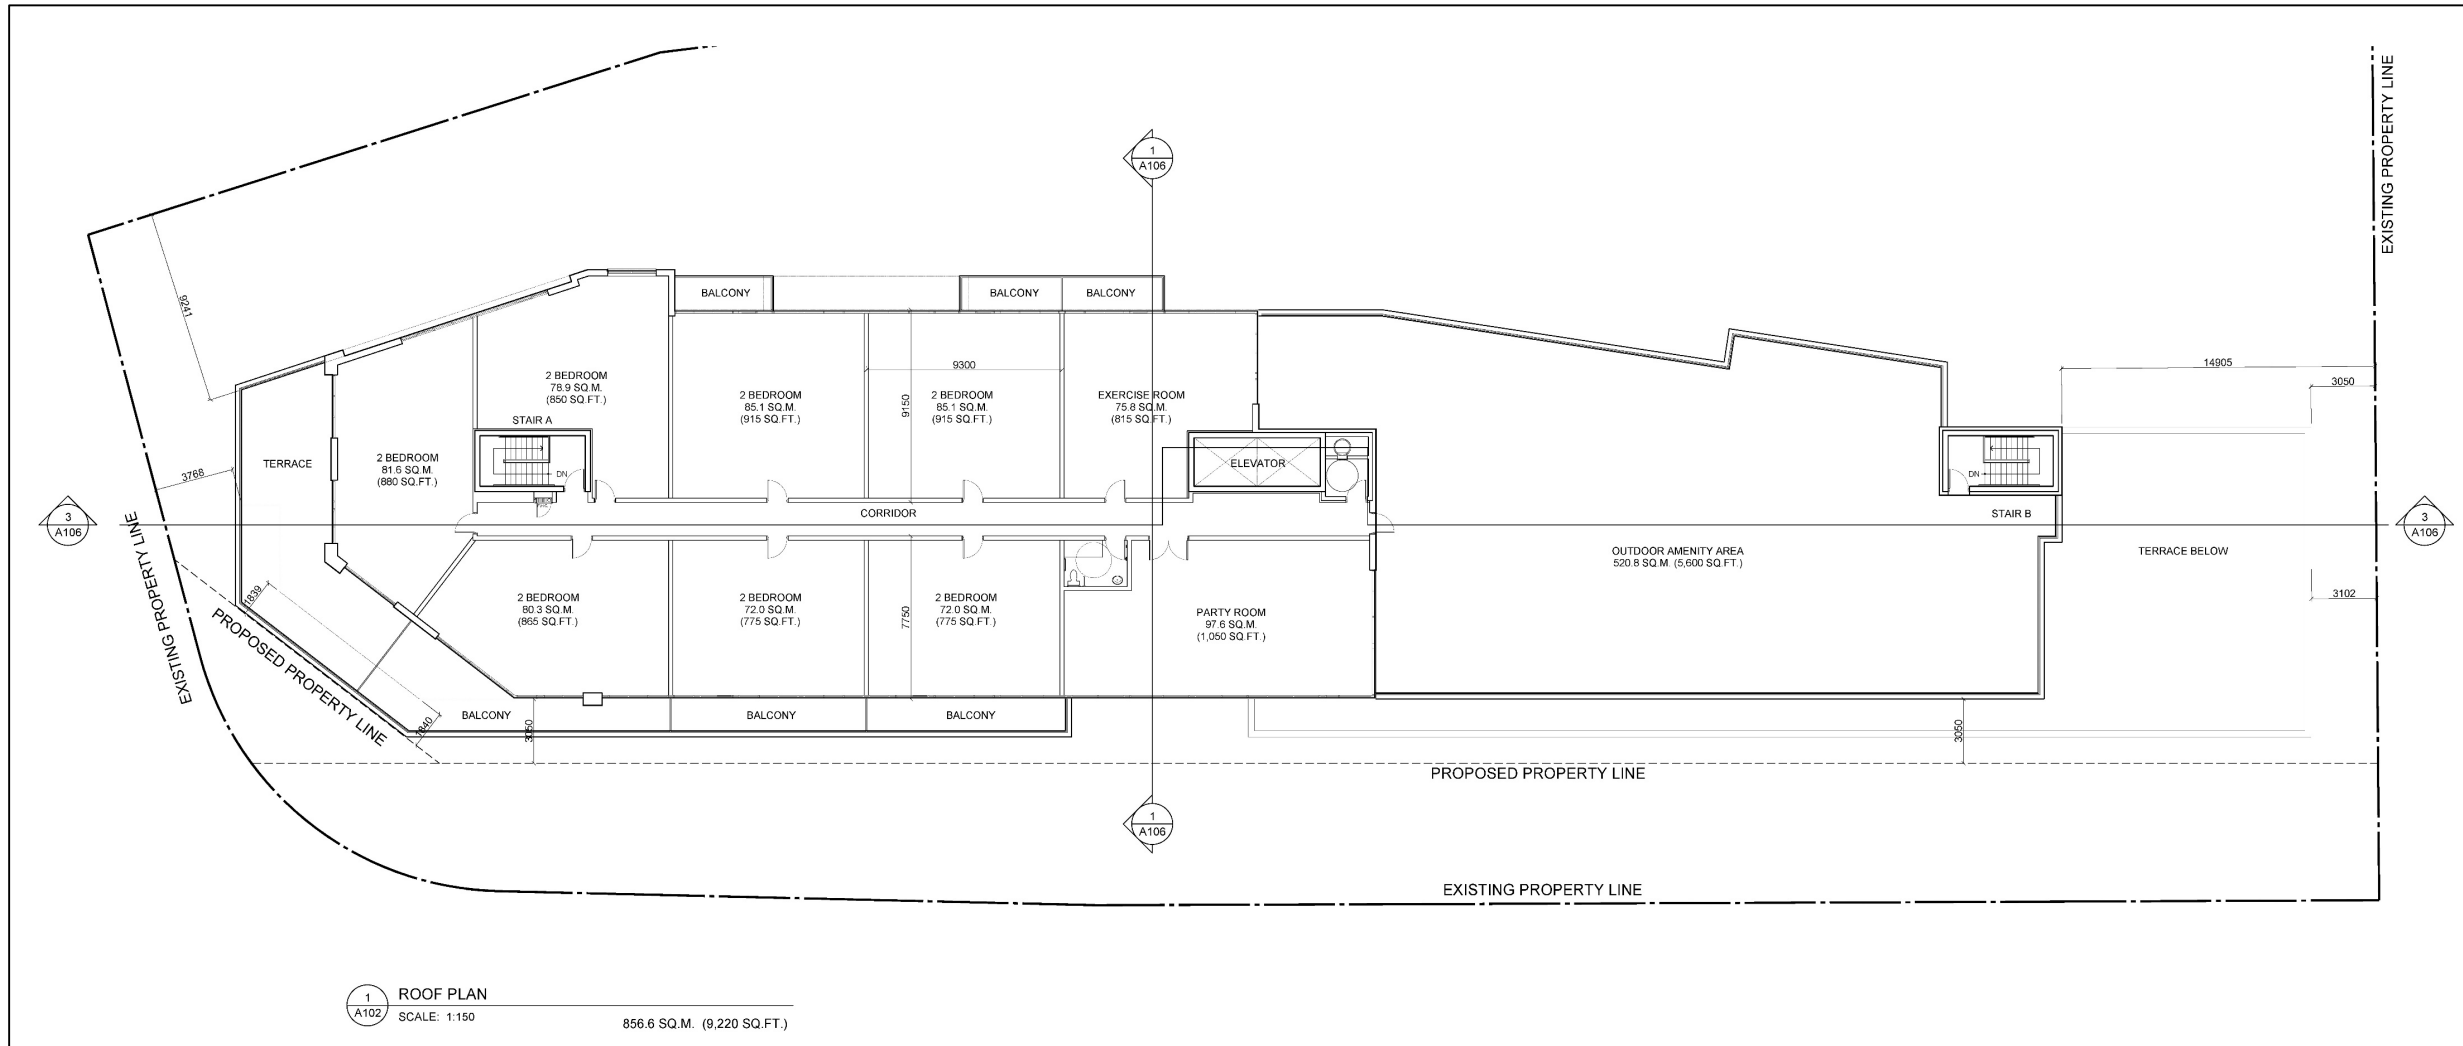 EXISTING PROPERTY LINE
1
A106
9241
BALCONY
BALCONY
BALCONY
14905
3050
9300
2 BEDROOM
78.9 SQ.M.
(850 SQ.FT.)
2 BEDROOM
85.1 SQ.M.
(915 SQ.FT.)
9150
2 BEDROOM
85.1 SQ.M.
(915 SQ.FT.)
EXERCISE ROOM
75.8 SQ.M.
(815 SQ.FT.)
STAIR A
TERRACE
2 BEDROOM
81.6 SQ.M.
(880 SQ.FT.)
DN
ELEVATOR
DN
3768
3
A106
CORRIDOR
STAIR B
3
A106
OUTDOOR AMENITY AREA
520.8 SQ.M. (5,600 SQ.FT.)
TERRACE BELOW
EXISTING PROPERTY LINE
1839
PROPOSED PROPERTY LINE
2 BEDROOM
80.3 SQ.M.
(865 SQ.FT.)
2 BEDROOM
72.0 SQ.M.
(775 SQ.FT.)
7750
2 BEDROOM
72.0 SQ.M.
(775 SQ.FT.)
PARTY ROOM
97.6 SQ.M.
(1,050 SQ.FT.)
3102
1840
BALCONY
3050
BALCONY
BALCONY
3050
PROPOSED PROPERTY LINE
1
A106
EXISTING PROPERTY LINE
1
A102
ROOF PLAN
SCALE: 1:150
856.6 SQ.M. (9,220 SQ.FT.)